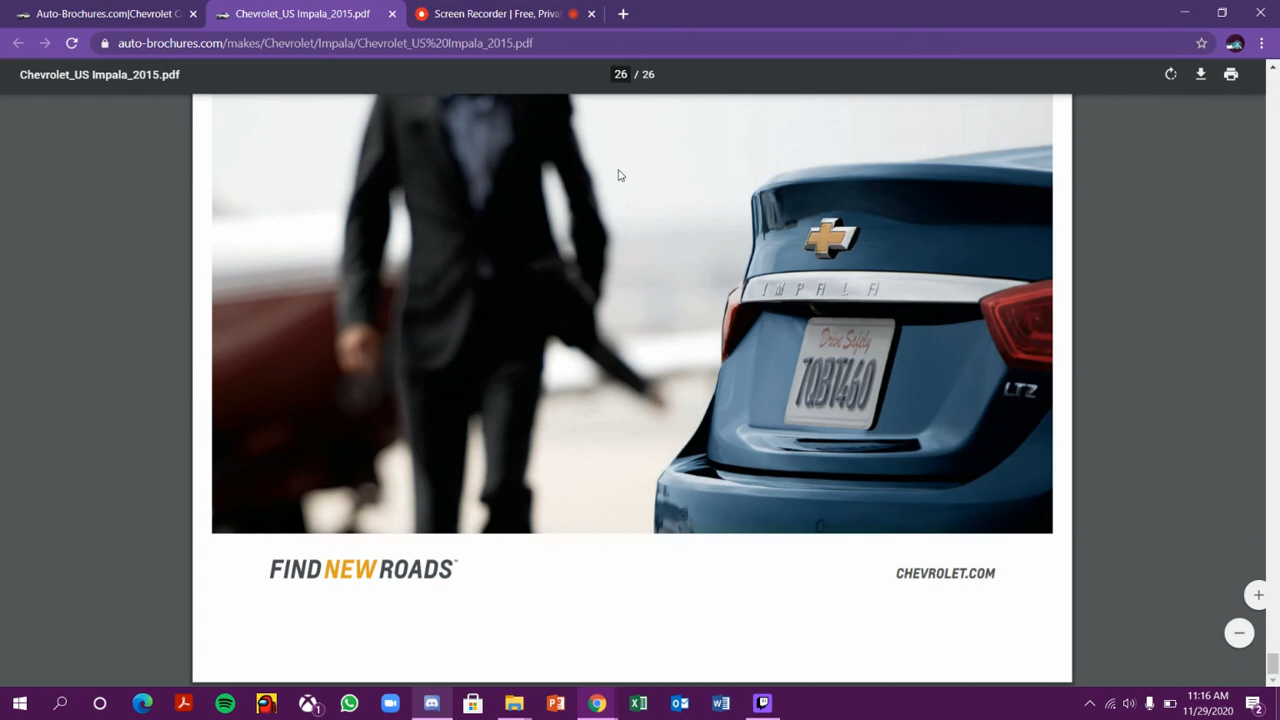 Auto-Brochures.com|Chevrolet C
Chevrolet_US Impala_2015.pdf
Screen Recorder | Free, Priva
auto-brochures.com/makes/Chevrolet/Impala/Chevrolet_US%20Impala_2015.pdf
Chevrolet_US Impala_2015.pdf
26 / 26
IMPALA
Drive Safely
7QBT460
LTZ
FIND NEW ROADS™
CHEVROLET.COM
11:16 AM
11/29/2020